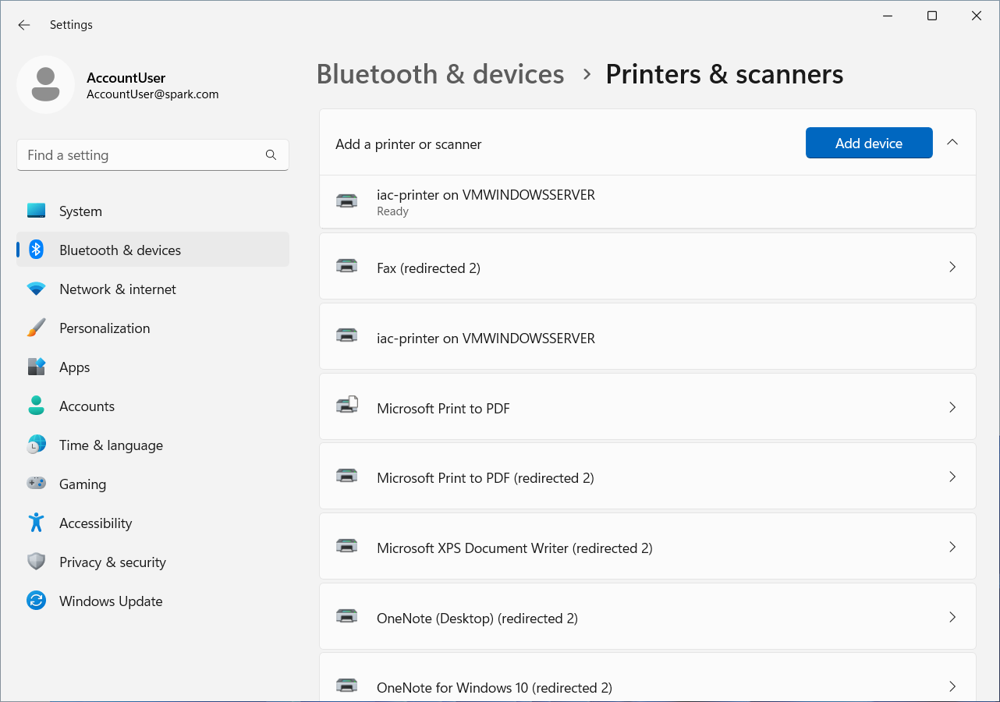 Settings
AccountUser
AccountUser@spark.com
Find a setting
System
Bluetooth & devices
Network & internet
Personalization
Apps
Accounts
Time & language
Gaming
Accessibility
Privacy & security
Windows Update
Bluetooth & devices > Printers & scanners
Add a printer or scanner
Add device
iac-printer on VMWINDOWSSERVER
Ready
Fax (redirected 2)
iac-printer on VMWINDOWSSERVER
Microsoft Print to PDF
Microsoft Print to PDF (redirected 2)
Microsoft XPS Document Writer (redirected 2)
OneNote (Desktop) (redirected 2)
OneNote for Windows 10 (redirected 2)